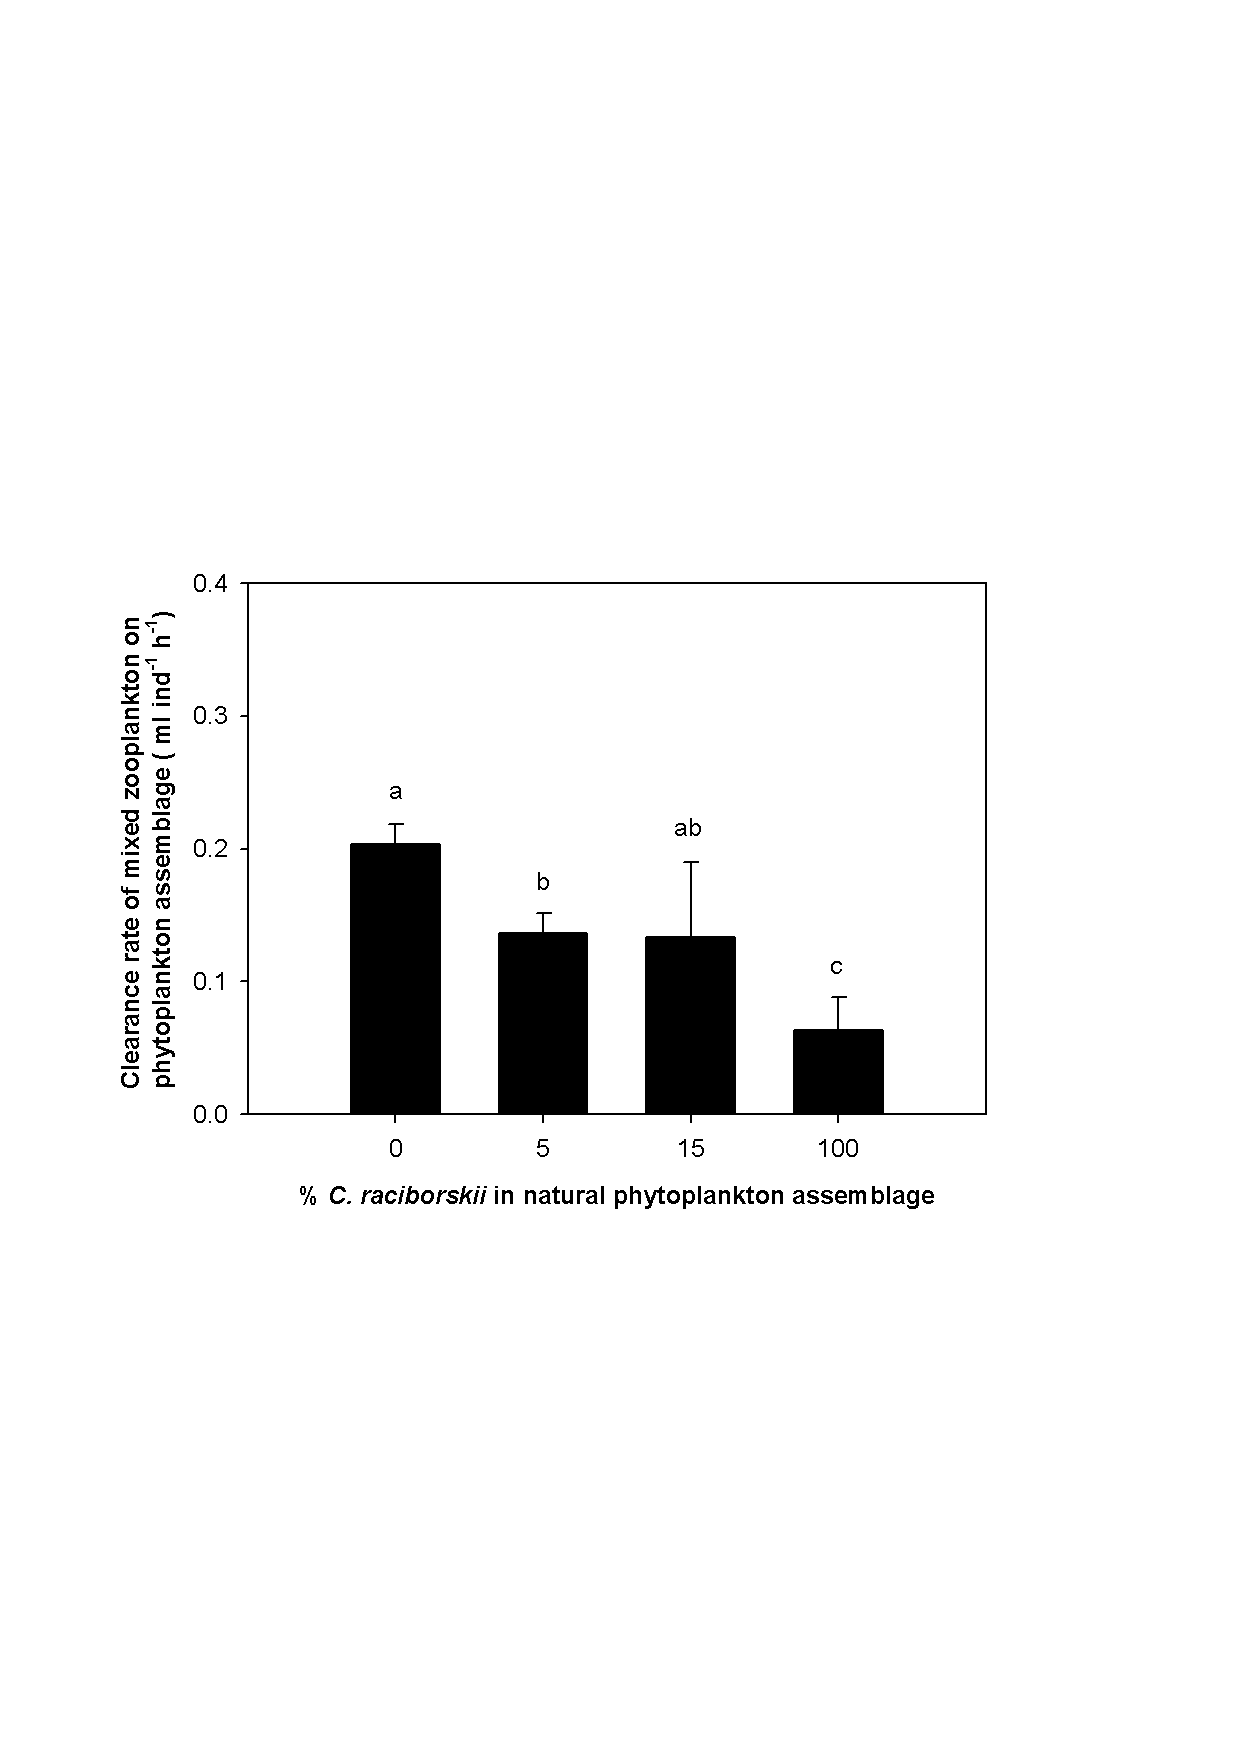 Clearance rate of mixed zooplankton on
phytoplankton assemblage ( ml ind⁻¹ h⁻¹)
0.4
0.3
0.2
0.1
0.0
a
b
ab
c
0 5 15 100
% C. raciborskii in natural phytoplankton assemblage